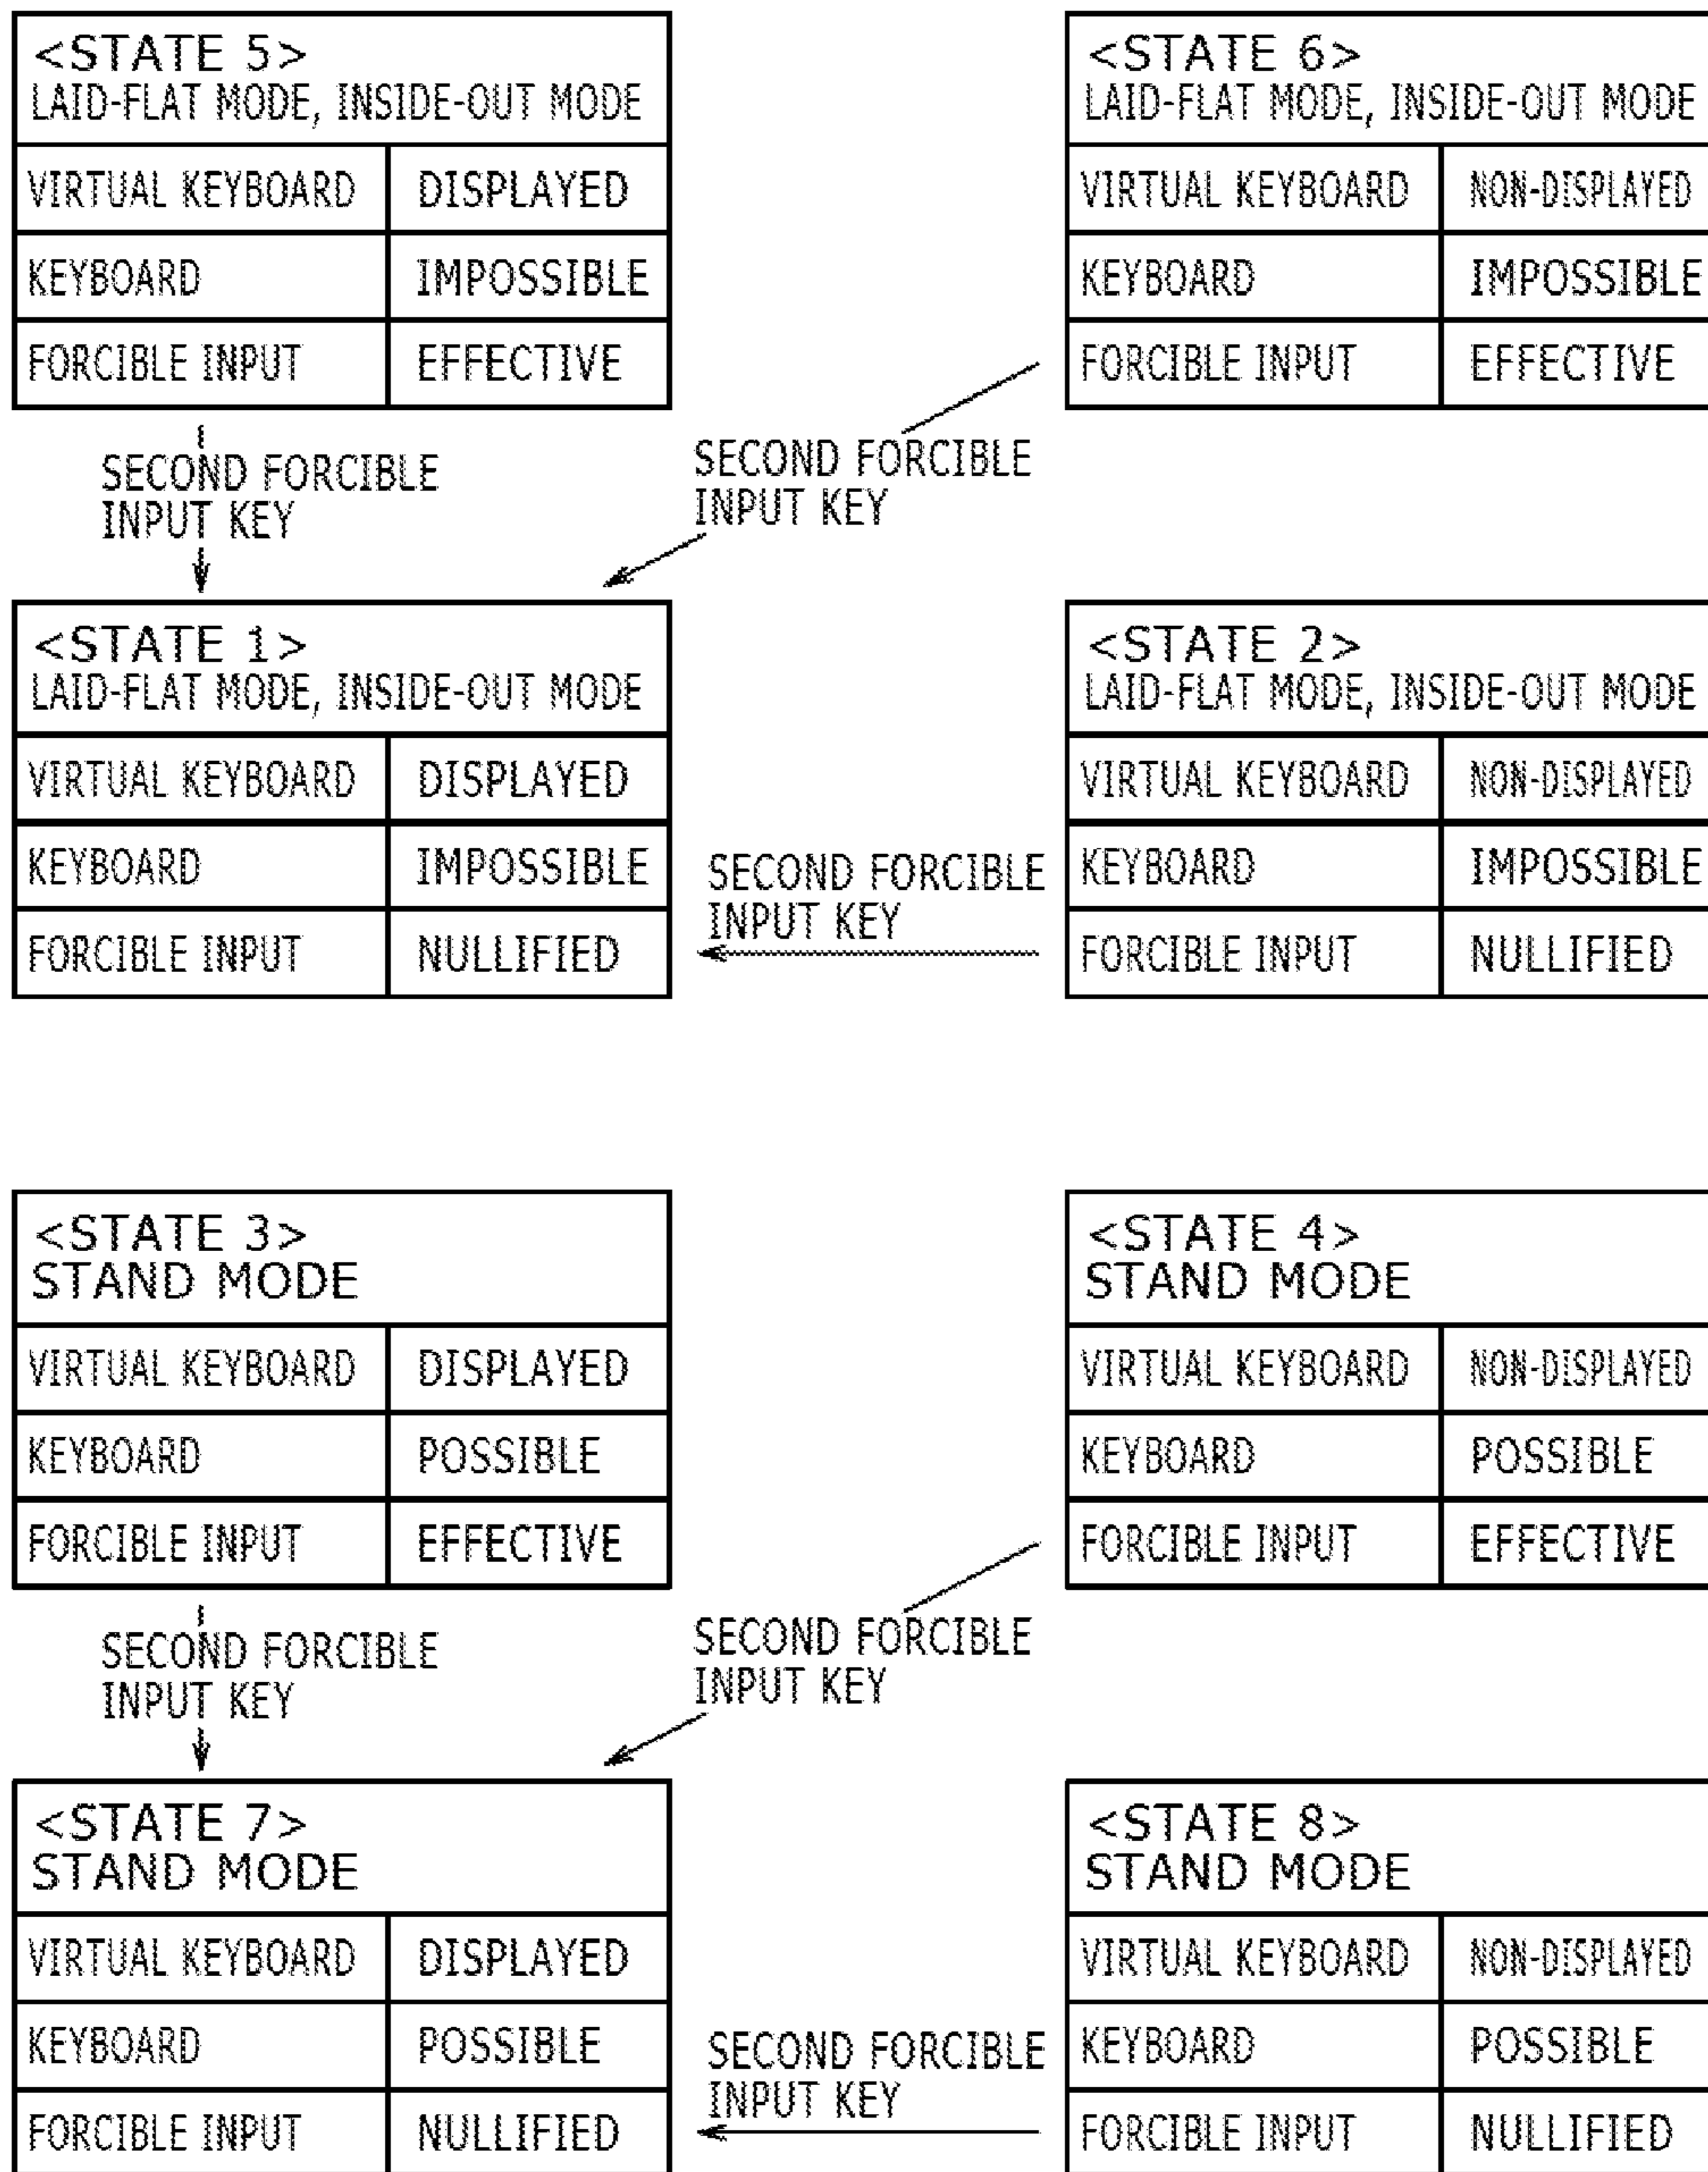 <STATE 5>
LAID-FLAT MODE, INSIDE-OUT MODE
VIRTUAL KEYBOARD DISPLAYED
KEYBOARD IMPOSSIBLE
FORCIBLE INPUT EFFECTIVE
<STATE 6>
LAID-FLAT MODE, INSIDE-OUT MODE
VIRTUAL KEYBOARD NON-DISPLAYED
KEYBOARD IMPOSSIBLE
FORCIBLE INPUT EFFECTIVE
SECOND FORCIBLE
INPUT KEY
SECOND FORCIBLE
INPUT KEY
<STATE 1>
LAID-FLAT MODE, INSIDE-OUT MODE
VIRTUAL KEYBOARD DISPLAYED
KEYBOARD IMPOSSIBLE
FORCIBLE INPUT NULLIFIED
SECOND FORCIBLE
INPUT KEY
<STATE 2>
LAID-FLAT MODE, INSIDE-OUT MODE
VIRTUAL KEYBOARD NON-DISPLAYED
KEYBOARD IMPOSSIBLE
FORCIBLE INPUT NULLIFIED
<STATE 3>
STAND MODE
VIRTUAL KEYBOARD DISPLAYED
KEYBOARD POSSIBLE
FORCIBLE INPUT EFFECTIVE
<STATE 4>
STAND MODE
VIRTUAL KEYBOARD NON-DISPLAYED
KEYBOARD POSSIBLE
FORCIBLE INPUT EFFECTIVE
SECOND FORCIBLE
INPUT KEY
SECOND FORCIBLE
INPUT KEY
<STATE 7>
STAND MODE
VIRTUAL KEYBOARD DISPLAYED
KEYBOARD POSSIBLE
FORCIBLE INPUT NULLIFIED
SECOND FORCIBLE
INPUT KEY
<STATE 8>
STAND MODE
VIRTUAL KEYBOARD NON-DISPLAYED
KEYBOARD POSSIBLE
FORCIBLE INPUT NULLIFIED